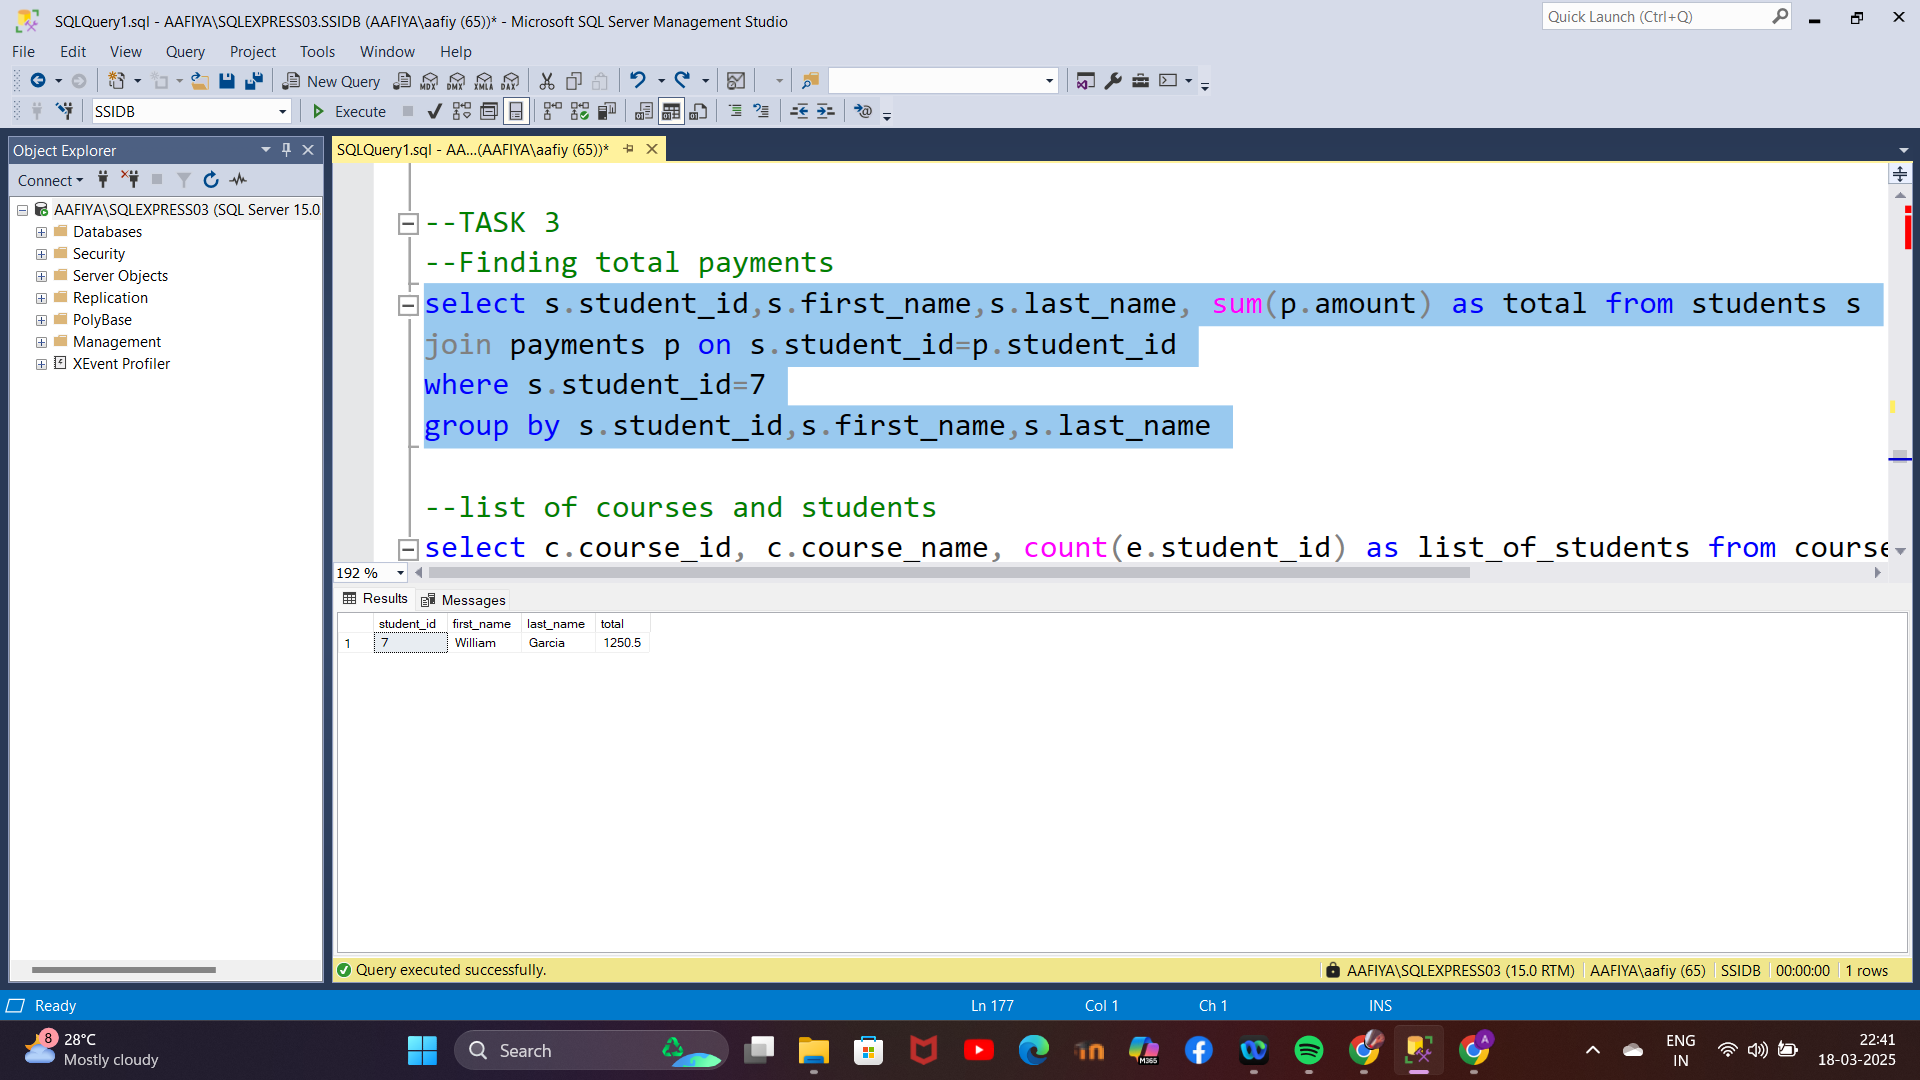 SQLQuery1.sql - AAFIYA\SQLEXPRESS03.SSIDB (AAFIYA\aafiy (65))* - Microsoft SQL Server Management Studio
Quick Launch (Ctrl+Q)
File Edit View Query Project Tools Window Help
New Query
MDX DMX XMLA DAX
SSIDB
Execute
Object Explorer
Connect
AAFIYA\SQLEXPRESS03 (SQL Server 15.0
Databases
Security
Server Objects
Replication
PolyBase
Management
XEvent Profiler
SQLQuery1.sql - AA...(AAFIYA\aafiy (65))*
--TASK 3
--Finding total payments
select s.student_id,s.first_name,s.last_name, sum(p.amount) as total from students s
join payments p on s.student_id=p.student_id
where s.student_id=7
group by s.student_id,s.first_name,s.last_name
--list of courses and students
select c.course_id, c.course_name, count(e.student_id) as list_of_students from course
192 %
Results Messages
student_id first_name last_name total
1 7 William Garcia 1250.5
Query executed successfully.
AAFIYA\SQLEXPRESS03 (15.0 RTM) AAFIYA\aafiy (65) SSIDB 00:00:00 1 rows
Ready
Ln 177 Col 1 Ch 1 INS
8
28°C
Mostly cloudy
Search
M365
A
ENG
IN
22:41
18-03-2025